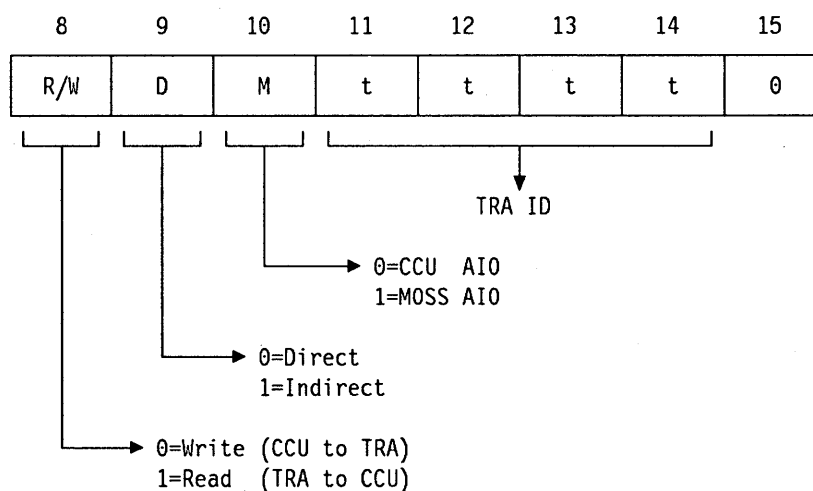 8 9 10 11 12 13 14 15
R/W D M t t t t 0
TRA ID
0=CCU AIO
1=MOSS AIO
0=Direct
1=Indirect
0=Write (CCU to TRA)
1=Read (TRA to CCU)